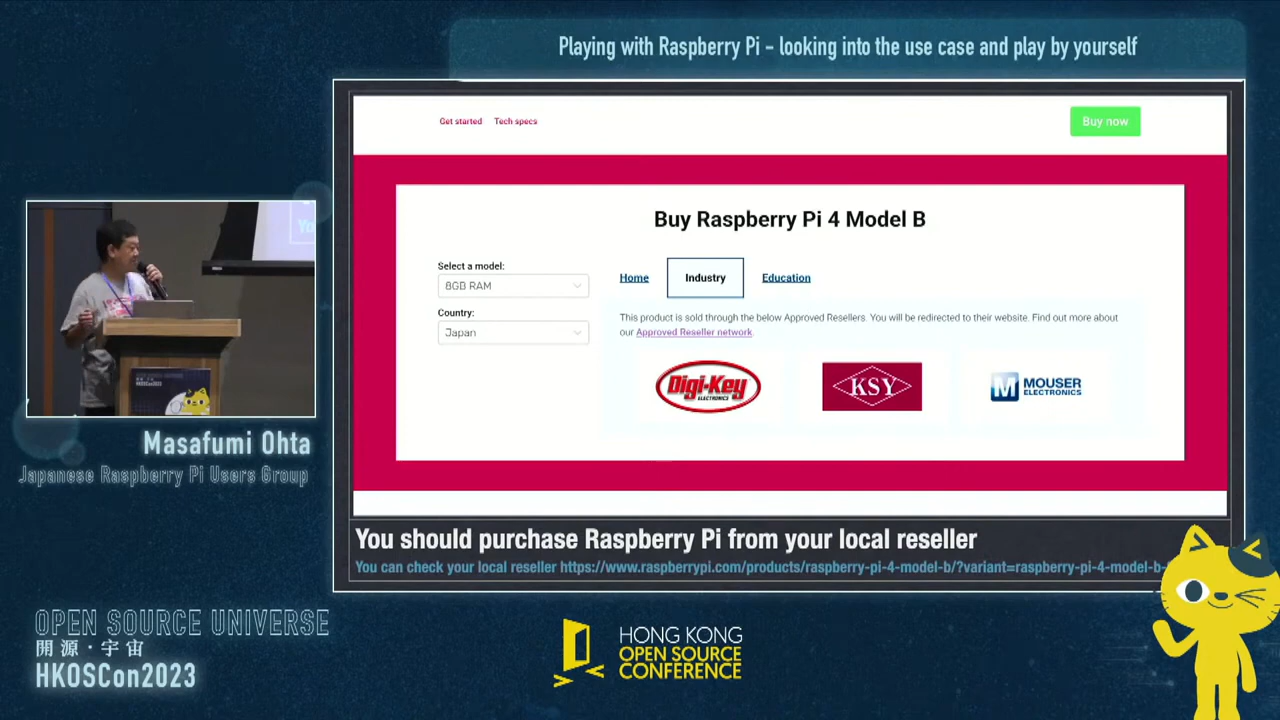 Playing with Raspberry Pi - looking into the use case and play by yourself
Get started Tech specs
Buy now
Buy Raspberry Pi 4 Model B
Select a model:
8GB RAM
Country:
Japan
Home Industry Education
This product is sold through the below Approved Resellers. You will be redirected to their website. Find out more about
our Approved Reseller network.
Digi-Key
ELECTRONICS
KSY
M MOUSER
ELECTRONICS
You should purchase Raspberry Pi from your local reseller
You can check your local reseller https://www.raspberrypi.com/products/raspberry-pi-4-model-b/?variant=raspberry-pi-4-model-b-
Masafumi Ohta
Japanese Raspberry Pi Users Group
OPEN SOURCE UNIVERSE
開源·宇宙
HKOSCon2023
HONG KONG
OPEN SOURCE
CONFERENCE